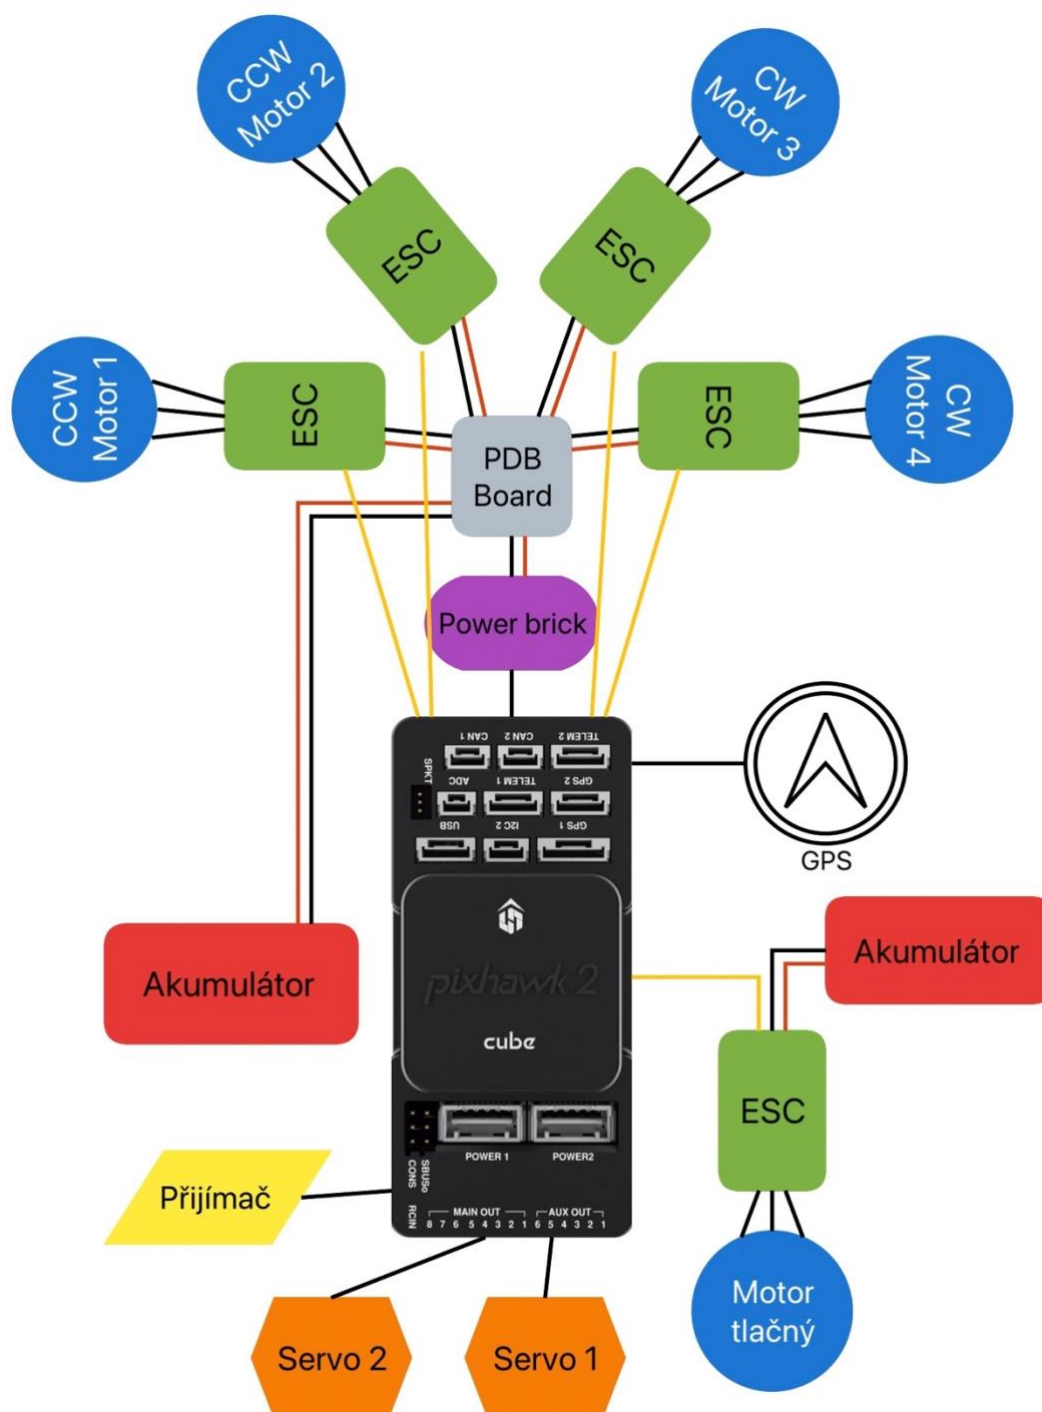 CCW
Motor 2
CW
Motor 3
ESC
ESC
CCW
Motor 1
ESC
PDB
Board
ESC
CW
Motor 4
Power brick
CAN 1
CAN 2
TELEM 2
SPKT
ADC
TELEM 1
GPS 2
USB
I2C 2
GPS 1
GPS
Akumulátor
Akumulátor
pixhawk 2
cube
ESC
POWER 1
POWER2
CONS
SBUSo
Přijímač
RCIN
MAIN OUT
AUX OUT
8 7 6 5 4 3 2 1
6 5 4 3 2 1
Motor
tlačný
Servo 2
Servo 1